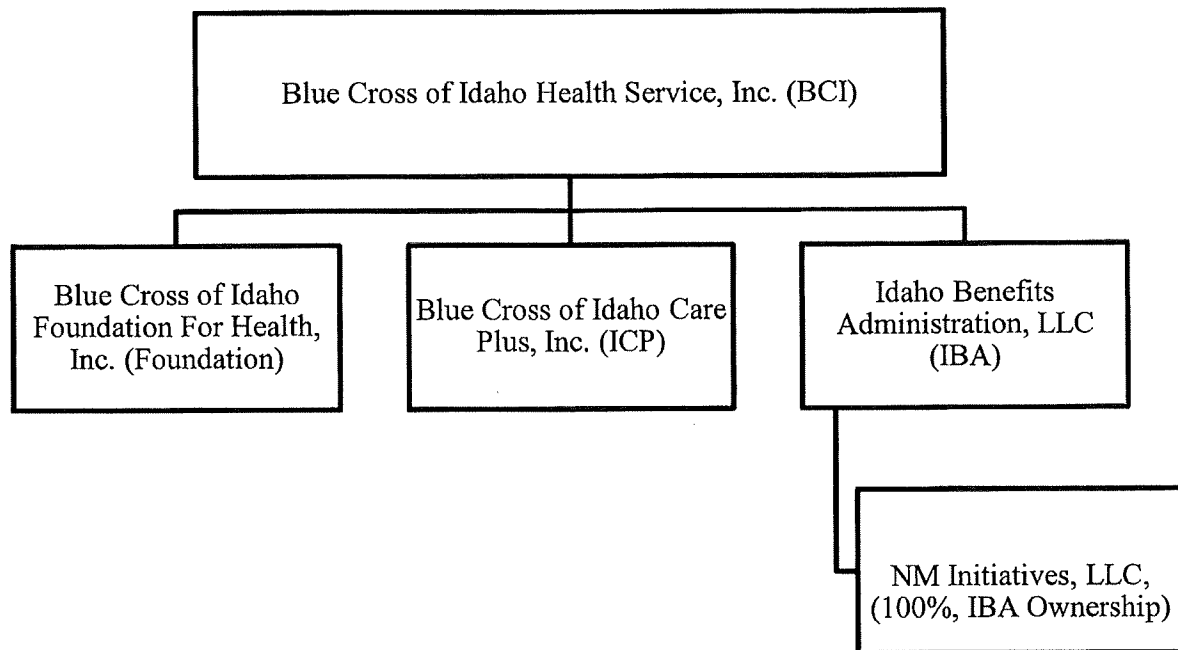 Blue Cross of Idaho Health Service, Inc. (BCI)
Blue Cross of Idaho
Foundation For Health,
Inc. (Foundation)
Blue Cross of Idaho Care
Plus, Inc. (ICP)
Idaho Benefits
Administration, LLC
(IBA)
NM Initiatives, LLC,
(100%, IBA Ownership)